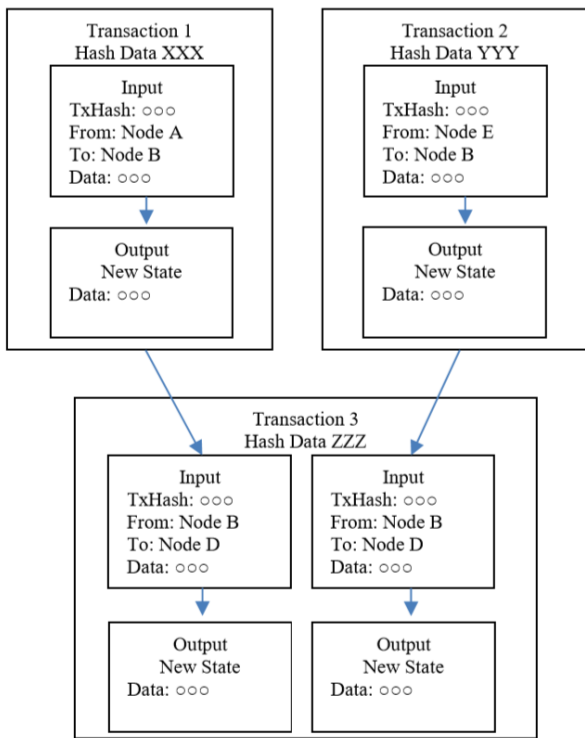 Transaction 1
Hash Data XXX
Input
TxHash: ○○○
From: Node A
To: Node B
Data: ○○○
Output
New State
Data: ○○○
Transaction 2
Hash Data YYY
Input
TxHash: ○○○
From: Node E
To: Node B
Data: ○○○
Output
New State
Data: ○○○
Transaction 3
Hash Data ZZZ
Input
TxHash: ○○○
From: Node B
To: Node D
Data: ○○○
Output
New State
Data: ○○○
Input
TxHash: ○○○
From: Node B
To: Node D
Data: ○○○
Output
New State
Data: ○○○